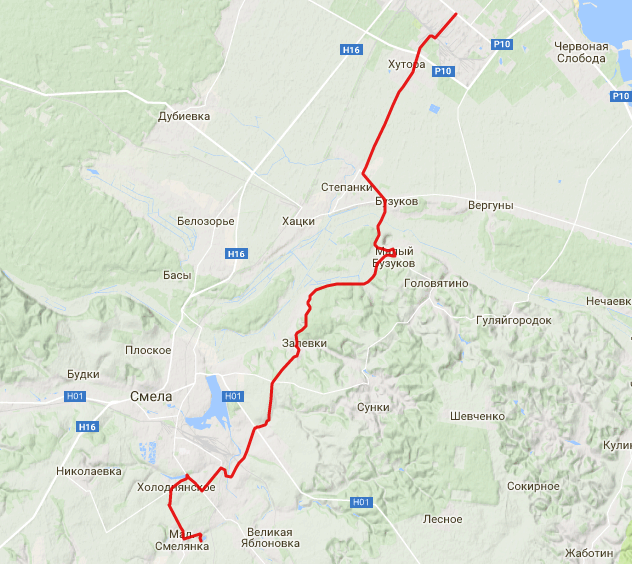 H16
P10
Червоная
Слобода
Хутора
P10
P10
Дубиевка
Степанки
Бузуков
Вергуны
Белозорье
Хацки
H16
Малый
Бузуков
Басы
Головятино
Нечаевк
Гуляйгородок
Плоское
Залевки
Будки
H01
Смела
H01
Сунки
Шевченко
H16
Николаевка
Кулик
Холоднянское
Сокирное
H01
Мал.
Смелянка
Великая
Яблоновка
Лесное
Жаботин